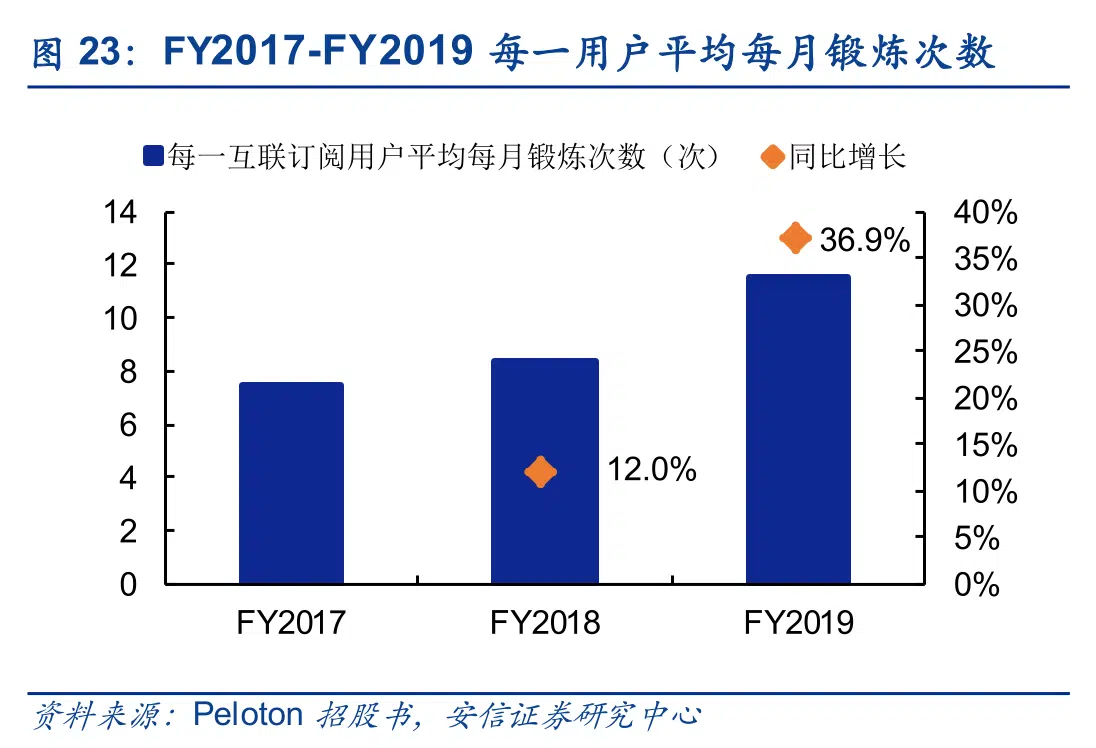 图 23：FY2017-FY2019 每一用户平均每月锻炼次数
每一互联订阅用户平均每月锻炼次数（次） 同比增长
14 40%
12 35%
10 30%
8 25%
6 20%
4 15%
2 10%
0 5%
0%
36.9%
12.0%
FY2017 FY2018 FY2019
资料来源：Peloton 招股书，安信证券研究中心